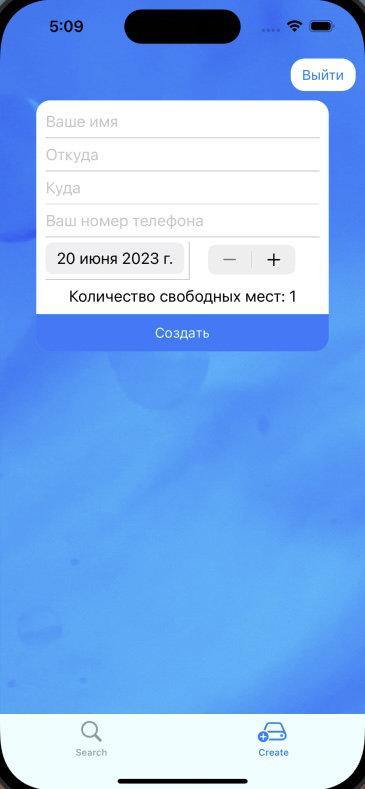 5:09
Выйти
Ваше имя
Откуда
Куда
Ваш номер телефона
20 июня 2023 г.
Количество свободных мест: 1
Создать
Search
Create